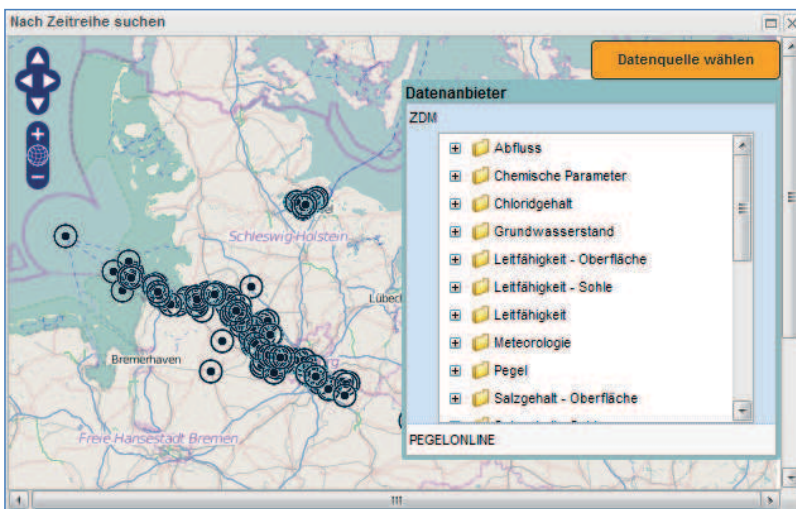 Nach Zeitreihe suchen
Datenquelle wählen
Datenanbieter
ZDM
Abfluss
Chemische Parameter
Chloridgehalt
Grundwasserstand
Leitfähigkeit - Oberfläche
Leitfähigkeit - Sohle
Leitfähigkeit
Meteorologie
Pegel
Salzgehalt - Oberfläche
PEGELONLINE
Schleswig-Holstein
Lübec
Bremerhaven
Freie Hansestadt Bremen